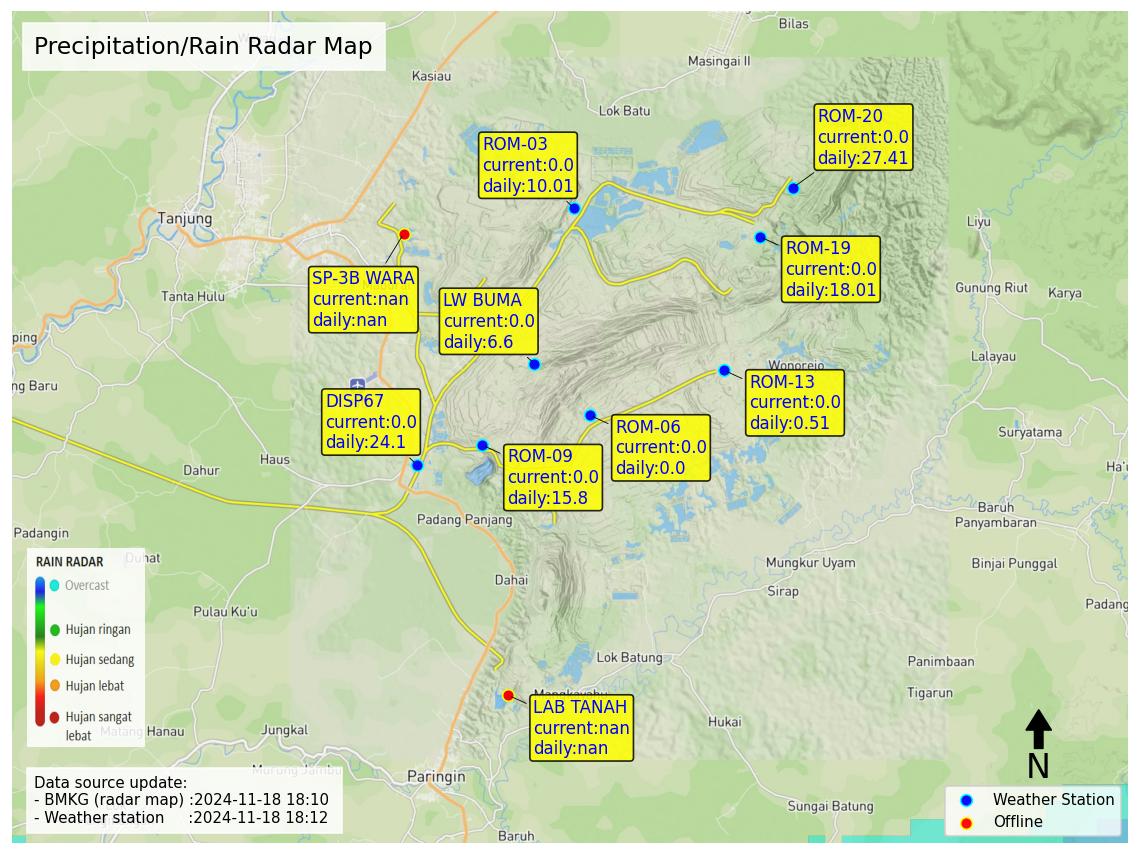 Precipitation/Rain Radar Map
Bilas
Masingai II
Kasiau
Lok Batu
ROM-20
current:0.0
daily:27.41
ROM-03
current:0.0
daily:10.01
Tanjung
Liyu
ROM-19
current:0.0
daily:18.01
SP-3B WARA
current:nan
daily:nan
LW BUMA
current:0.0
daily:6.6
Tanta Hulu
Gunung Riut
Karya
ping
Lalayau
Wonorejo
ng Baru
ROM-13
current:0.0
daily:0.51
DISP67
current:0.0
daily:24.1
ROM-06
current:0.0
daily:0.0
Suryatama
ROM-09
current:0.0
daily:15.8
Haus
Dahur
Ha'u
Baruh
Panyambaran
Padang Panjang
Padangin
Duhat
Mungkur Uyam
Binjai Punggal
Dahai
Sirap
Padang
Pulau Ku'u
RAIN RADAR
Overcast
Hujan ringan
Hujan sedang
Hujan lebat
Hujan sangat
lebat
Lok Batung
Panimbaan
Tigarun
Mangkayahu
LAB TANAH
current:nan
daily:nan
Hukai
Matang Hanau
Jungkal
Murung Jambu
Paringin
N
Data source update:
- BMKG (radar map) :2024-11-18 18:10
- Weather station :2024-11-18 18:12
Sungai Batung
Baruh
Weather Station
Offline